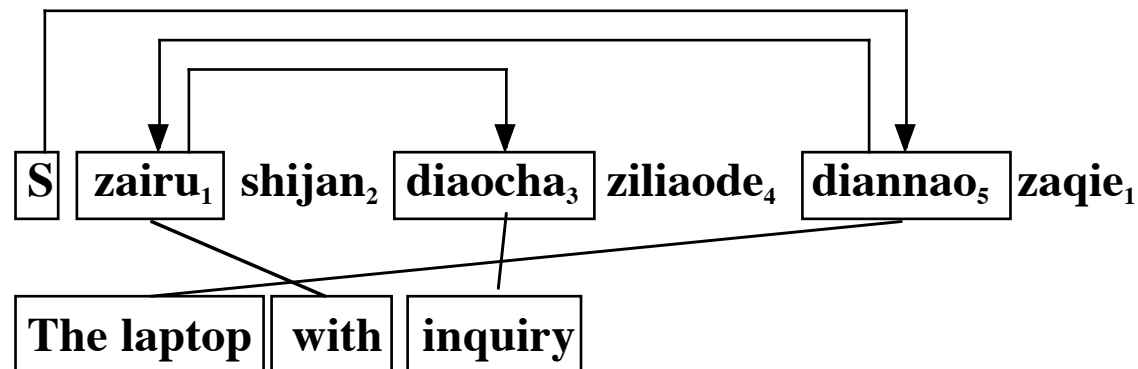 S zairu₁ shijan₂ diaocha₃ ziliaode₄ diannao₅ zaqie₁
The laptop with inquiry